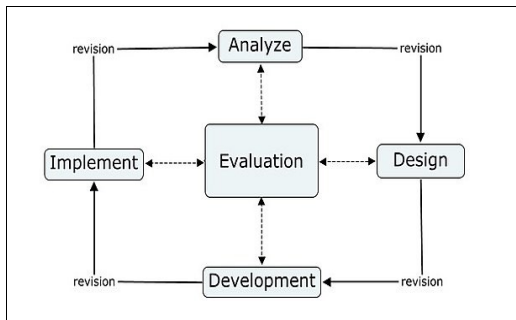 revision
Analyze
revision
Implement
Evaluation
Design
revision
Development
revision